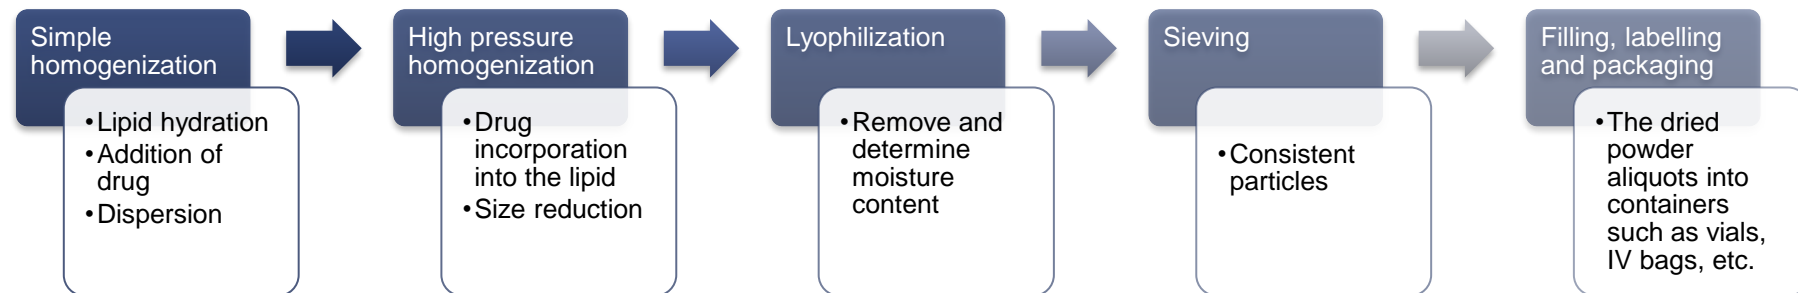 Simple
homogenization
•Lipid hydration
•Addition of
drug
•Dispersion
High pressure
homogenization
•Drug
incorporation
into the lipid
•Size reduction
Lyophilization
•Remove and
determine
moisture
content
Sieving
•Consistent
particles
Filling, labelling
and packaging
•The dried
powder
aliquots into
containers
such as vials,
IV bags, etc.